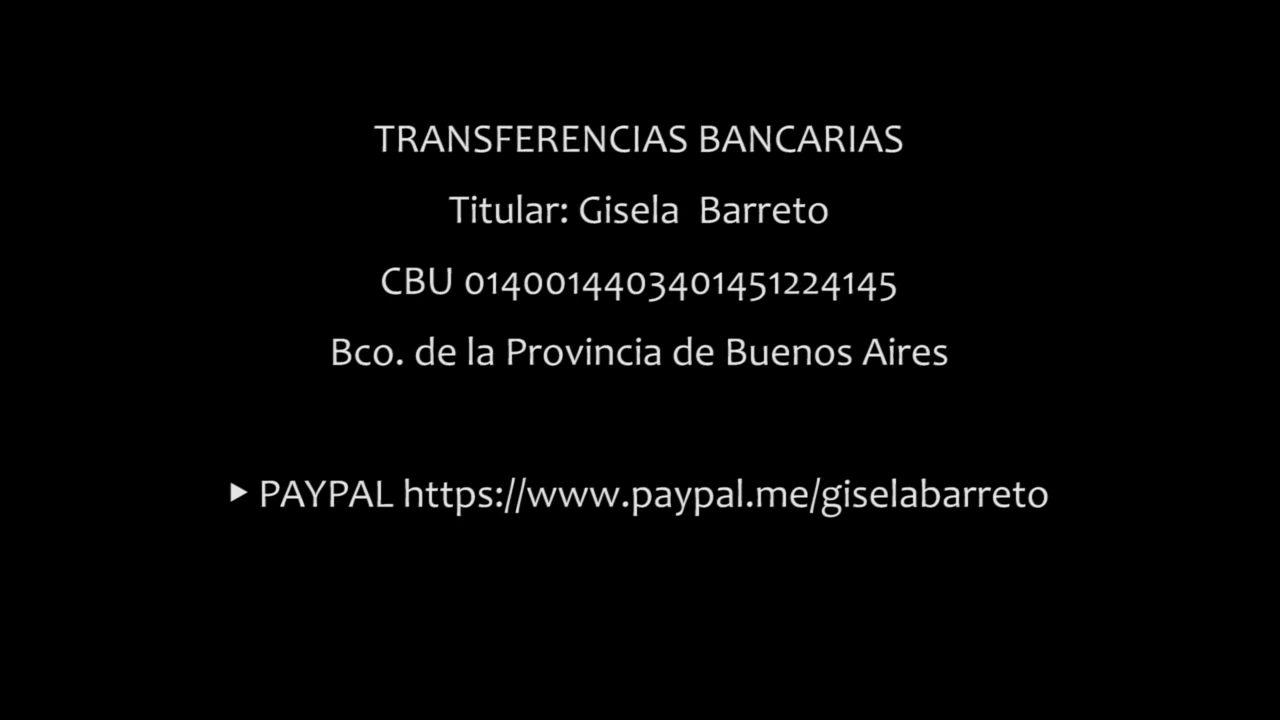 TRANSFERENCIAS BANCARIAS
Titular: Gisela  Barreto
CBU 0140014403401451224145
Bco. de la Provincia de Buenos Aires
▶ PAYPAL https://www.paypal.me/giselabarreto